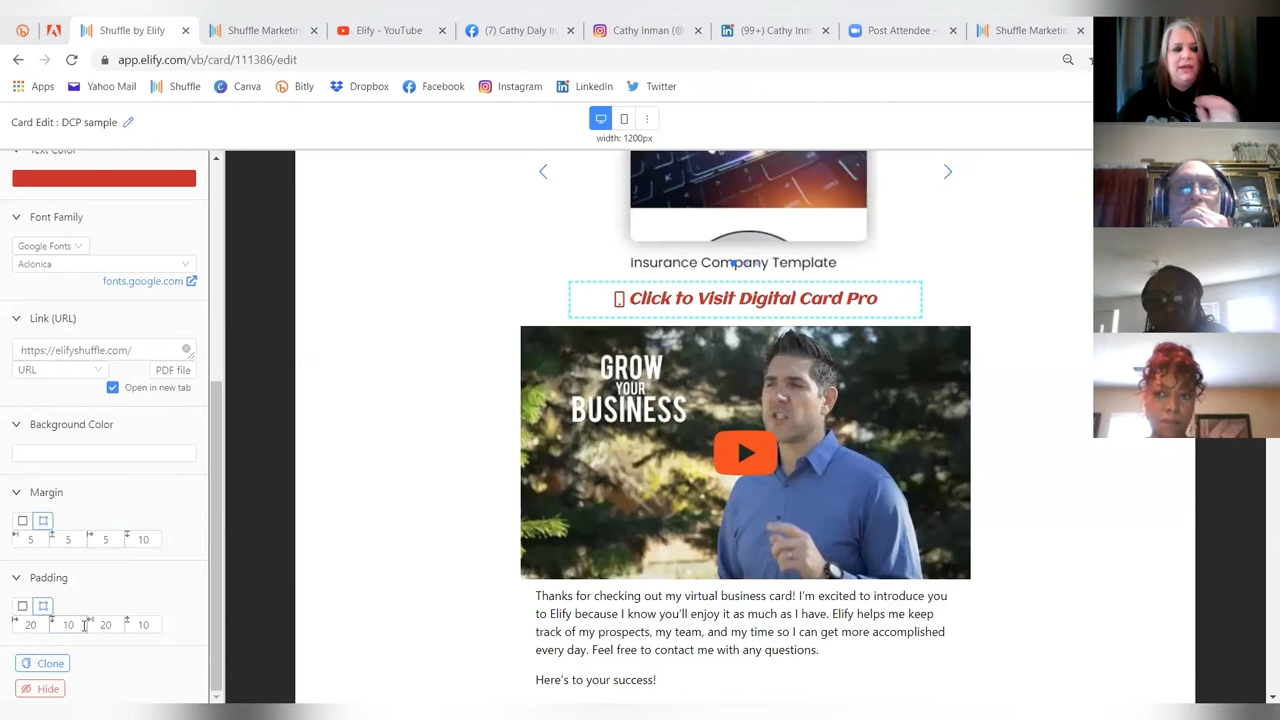 Shuffle by Elify
Shuffle Marketin
Elify - YouTube
(7) Cathy Daly In
Cathy Inman (@
(99+) Cathy Inm
Post Attendee -
Shuffle Marketin
app.elify.com/vb/card/111386/edit
Apps
Yahoo Mail
Shuffle
Canva
Bitly
Dropbox
Facebook
Instagram
LinkedIn
Twitter
Card Edit : DCP sample
width: 1200px
Text Color
Font Family
Google Fonts
Aclonica
fonts.google.com
Link (URL)
https://elifyshuffle.com/
URL
PDF file
Open in new tab
Background Color
Margin
5 5 5 10
Padding
20 10 20 10
Clone
Hide
Insurance Company Template
Click to Visit Digital Card Pro
GROW
YOUR
BUSINESS
Thanks for checking out my virtual business card! I'm excited to introduce you
to Elify because I know you'll enjoy it as much as I have. Elify helps me keep
track of my prospects, my team, and my time so I can get more accomplished
every day. Feel free to contact me with any questions.
Here's to your success!